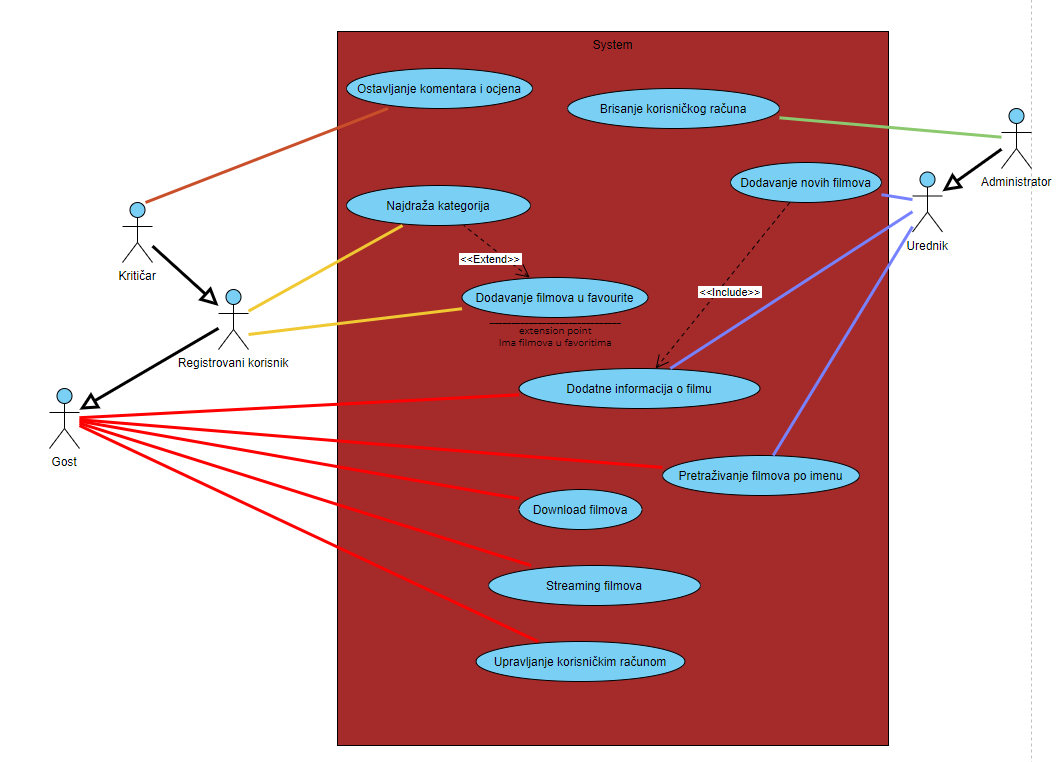 System
Ostavljanje komentara i ocjena
Brisanje korisničkog računa
Administrator
Dodavanje novih filmova
Najdraža kategorija
Urednik
Kritičar
<<Extend>>
<<Include>>
Dodavanje filmova u favourite
extension point
Ima filmova u favoritima
Registrovani korisnik
Dodatne informacija o filmu
Gost
Pretraživanje filmova po imenu
Download filmova
Streaming filmova
Upravljanje korisničkim računom